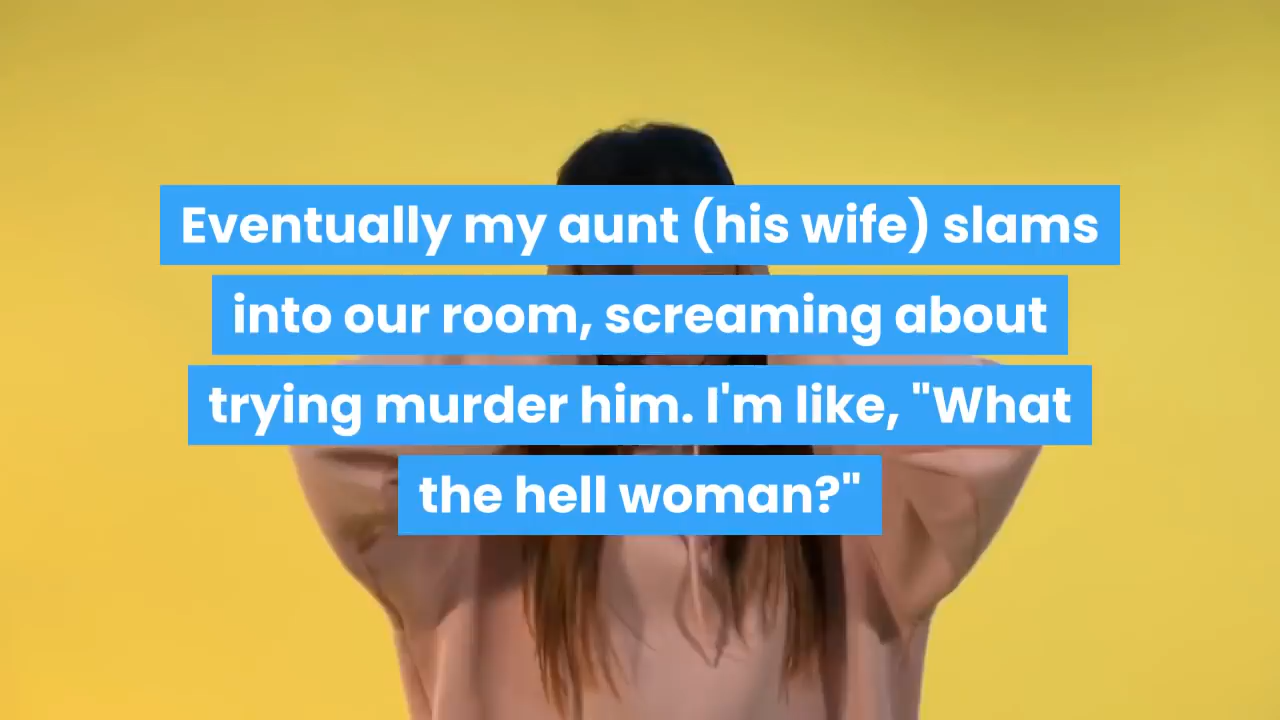 Eventually my aunt (his wife) slams
into our room, screaming about
trying murder him. I'm like, "What
the hell woman?"